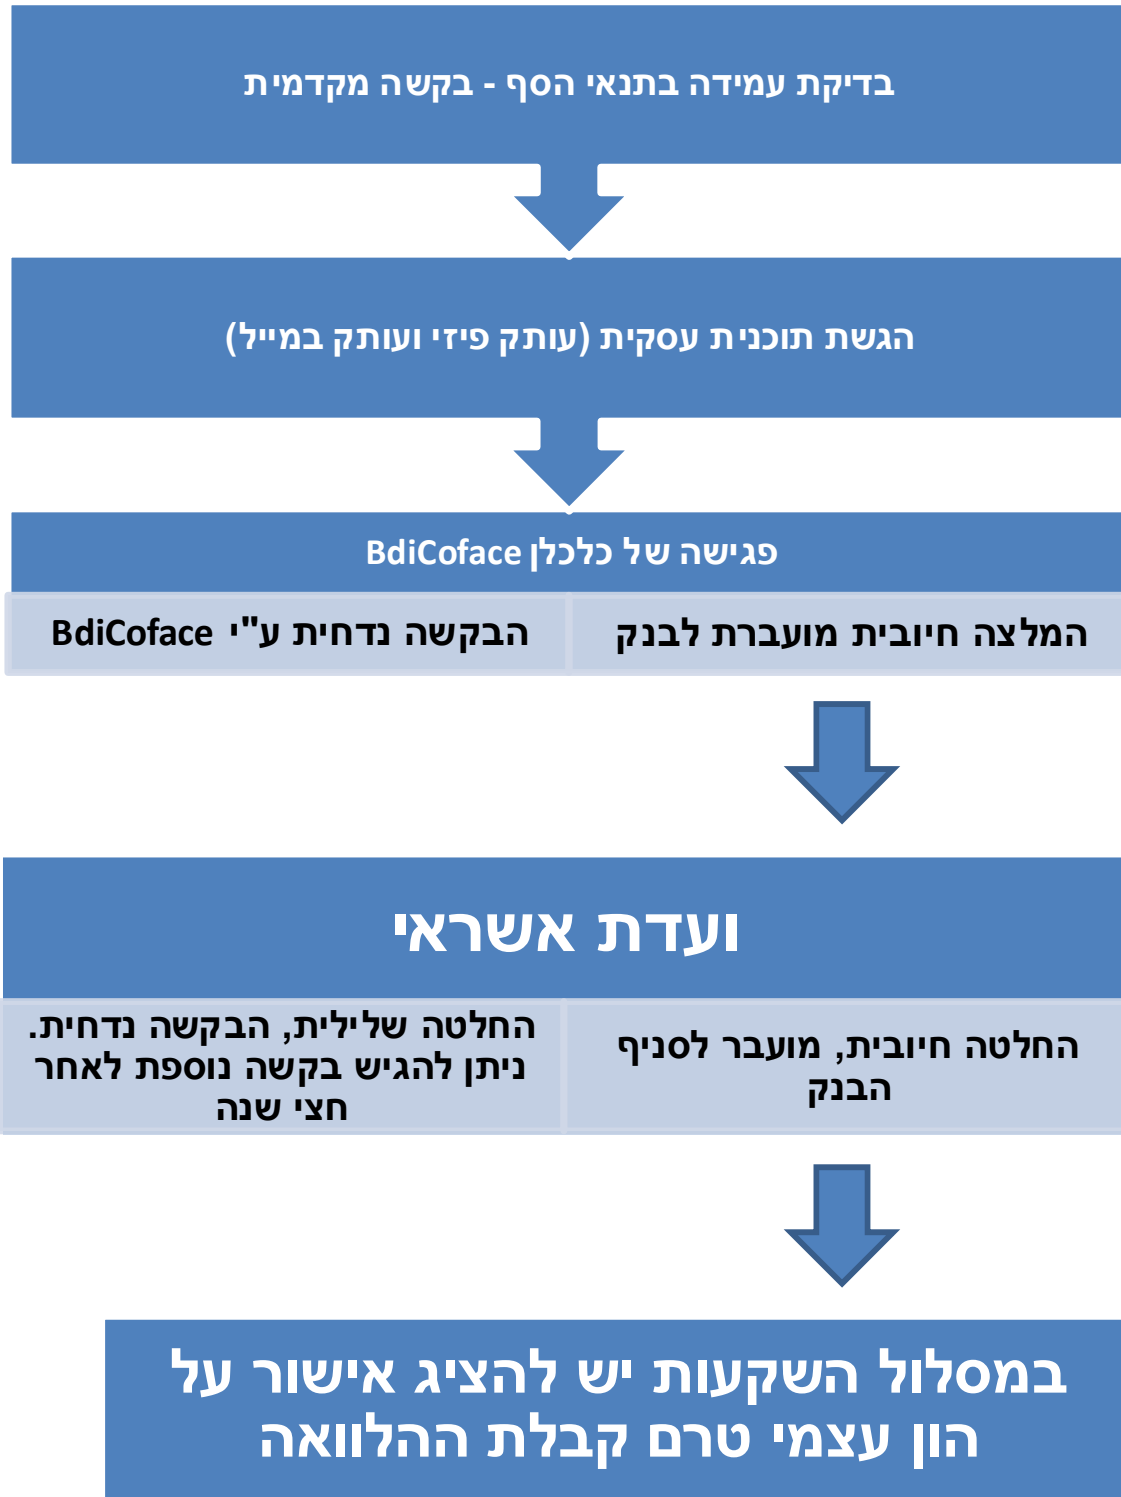 בדיקת עמידה בתנאי הסף - בקשה מקדמית
הגשת תוכנית עסקית (עותק פיזי ועותק במייל)
פגישה של כלכלן BdiCoface
המלצה חיובית מועברת לבנק
הבקשה נדחית ע"י BdiCoface
ועדת אשראי
החלטה חיובית, מועבר לסניף
הבנק
החלטה שלילית, הבקשה נדחית.
ניתן להגיש בקשה נוספת לאחר
חצי שנה
במסלול השקעות יש להציג אישור על
הון עצמי טרם קבלת ההלוואה